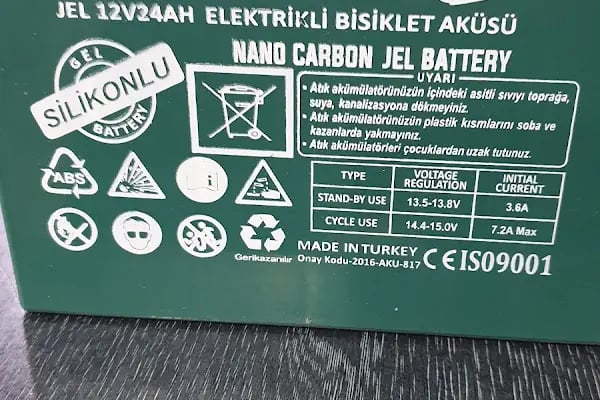 JEL 12V24AH ELEKTRİKLİ BİSİKLET AKÜSÜ
NANO CARBON JEL BATTERY
GEL
SİLİKONLU
BATTERY
UYARI
• Atık akümülatörünüzün içindeki asitli sıvıyı toprağa,
suya, kanalizasyona dökmeyiniz.
• Atık akümülatörünüzün plastik kısmlarını soba ve
kazanlarda yakmayınız.
• Atık akümülatörleri çocuklardan uzak tutunuz.
ABS
TYPE VOLTAGE REGULATION INITIAL CURRENT
STAND-BY USE 13.5-13.8V 3.6A
CYCLE USE 14.4-15.0V 7.2A Max
Gerikazanılır
MADE IN TURKEY
Onay Kodu-2016-AKU-817 CE IS09001